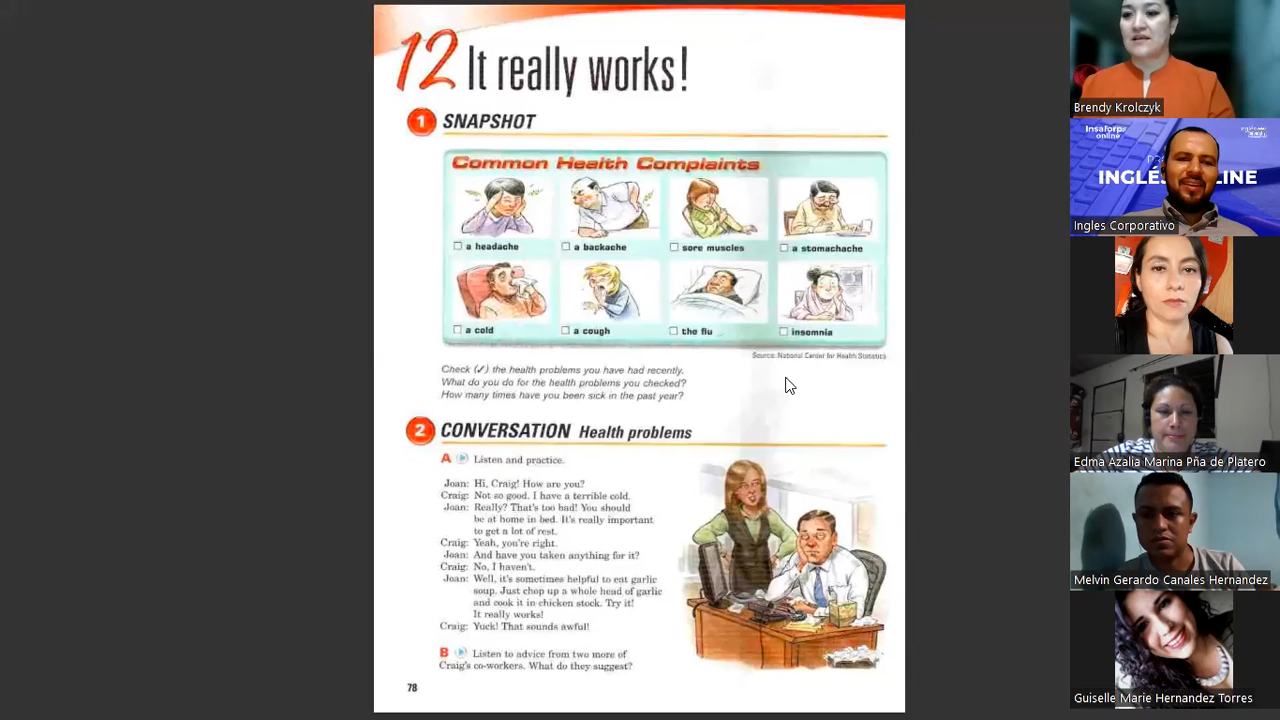 12 It really works!
1 SNAPSHOT
Common Health Complaints
a headache
a backache
sore muscles
a stomachache
a cold
a cough
the flu
insomnia
Source: National Center for Health Statistics
Check (✓) the health problems you have had recently.
What do you do for the health problems you checked?
How many times have you been sick in the past year?
2 CONVERSATION Health problems
A Listen and practice.
Joan: Hi, Craig! How are you?
Craig: Not so good. I have a terrible cold.
Joan: Really? That's too bad! You should
be at home in bed. It's really important
to get a lot of rest.
Craig: Yeah, you're right.
Joan: And have you taken anything for it?
Craig: No, I haven't.
Joan: Well, it's sometimes helpful to eat garlic
soup. Just chop up a whole head of garlic
and cook it in chicken stock. Try it!
It really works!
Craig: Yuck! That sounds awful!
B Listen to advice from two more of
Craig's co-workers. What do they suggest?
78
Brendy Krolczyk
Insaforp
online
INGLÉS ONLINE
Ingles Corporativo
Edma Azalia Marina Pña de Platero
Melvin Gerardo Canales Hernandez
Guiselle Marie Hernandez Torres